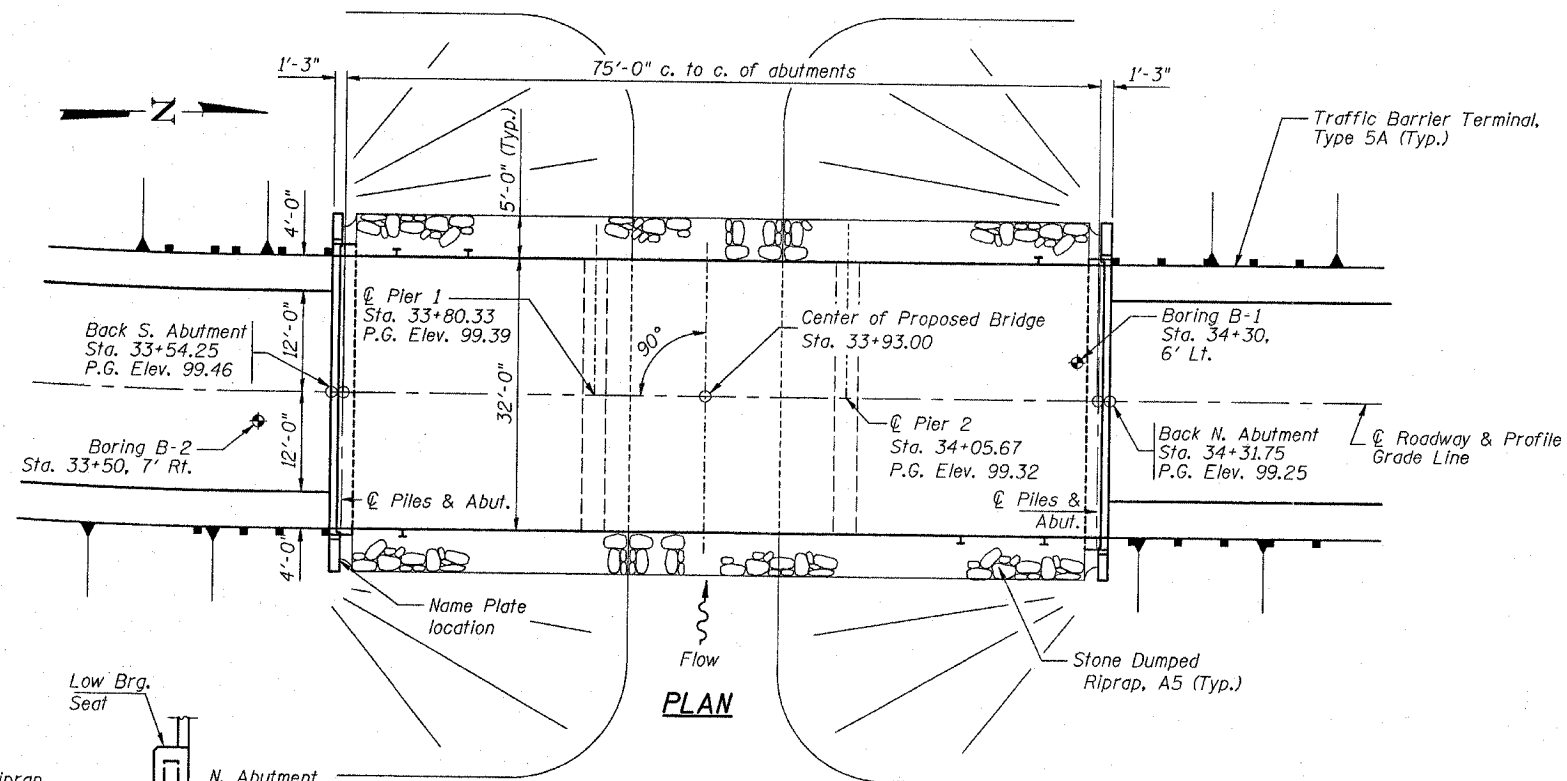 1'-3"
75'-0" c. to c. of abutments
1'-3"
N
Traffic Barrier Terminal,
Type 5A (Typ.)
4'-0"
5'-0" (Typ.)
℄ Pier 1
Sta. 33+80.33
P.G. Elev. 99.39
90°
Center of Proposed Bridge
Sta. 33+93.00
Boring B-1
Sta. 34+30,
6' Lt.
Back S. Abutment
Sta. 33+54.25
P.G. Elev. 99.46
12'-0"
32'-0"
Boring B-2
Sta. 33+50, 7' Rt.
12'-0"
℄ Pier 2
Sta. 34+05.67
P.G. Elev. 99.32
Back N. Abutment
Sta. 34+31.75
P.G. Elev. 99.25
℄ Roadway & Profile
Grade Line
℄ Piles & Abut.
℄ Piles &
Abut.
4'-0"
Name Plate
location
Flow
Stone Dumped
Riprap, A5 (Typ.)
PLAN
Low Brg.
Seat
N. Abutment